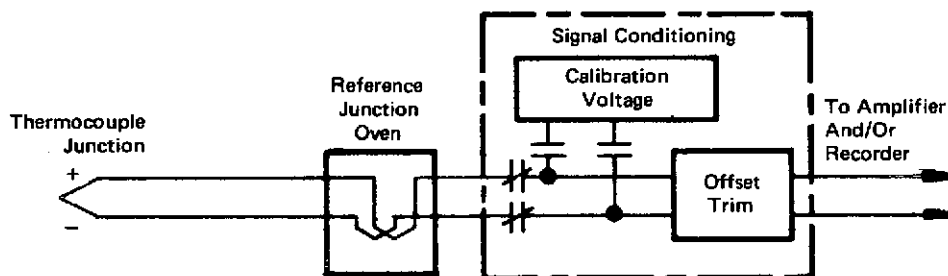 Signal Conditioning
Calibration
Voltage
Reference
Junction
Oven
Thermocouple
Junction
+
−
To Amplifier
And/Or
Recorder
Offset
Trim